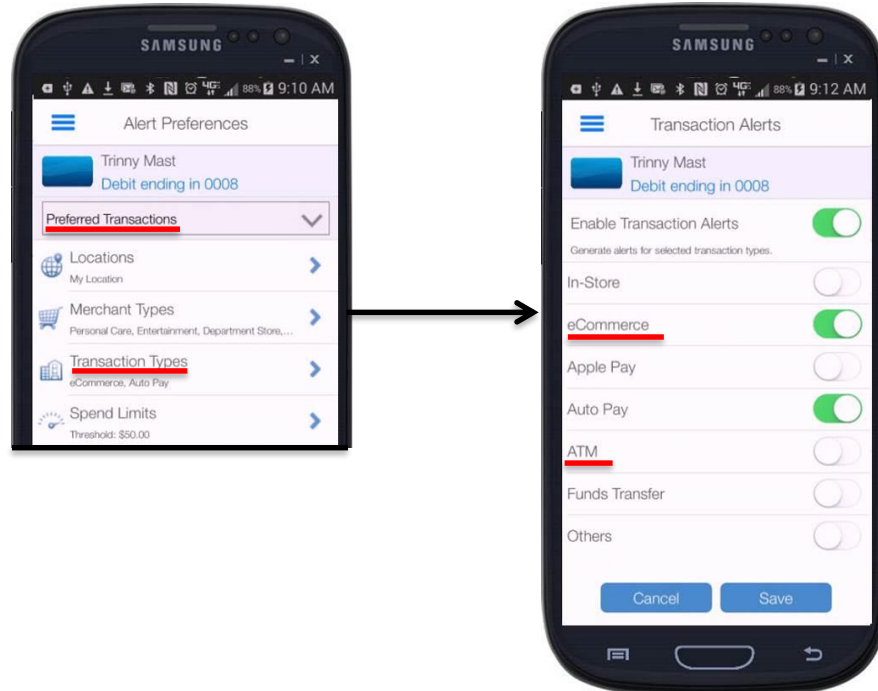 SAMSUNG
88% 9:10 AM
Alert Preferences
Trinny Mast
Debit ending in 0008
Preferred Transactions
Locations
My Location
Merchant Types
Personal Care, Entertainment, Department Store,...
Transaction Types
eCommerce, Auto Pay
Spend Limits
Threshold: $50.00
SAMSUNG
4G 88% 9:12 AM
Transaction Alerts
Trinny Mast
Debit ending in 0008
Enable Transaction Alerts
Generate alerts for selected transaction types.
In-Store
eCommerce
Apple Pay
Auto Pay
ATM
Funds Transfer
Others
Cancel Save